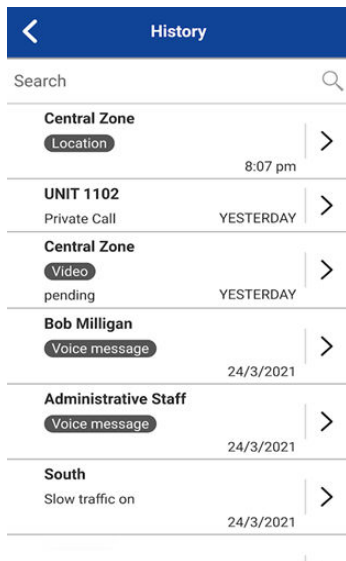 History
Search
Central Zone
Location
8:07 pm
UNIT 1102
Private Call YESTERDAY
Central Zone
Video
pending YESTERDAY
Bob Milligan
Voice message
24/3/2021
Administrative Staff
Voice message
24/3/2021
South
Slow traffic on
24/3/2021